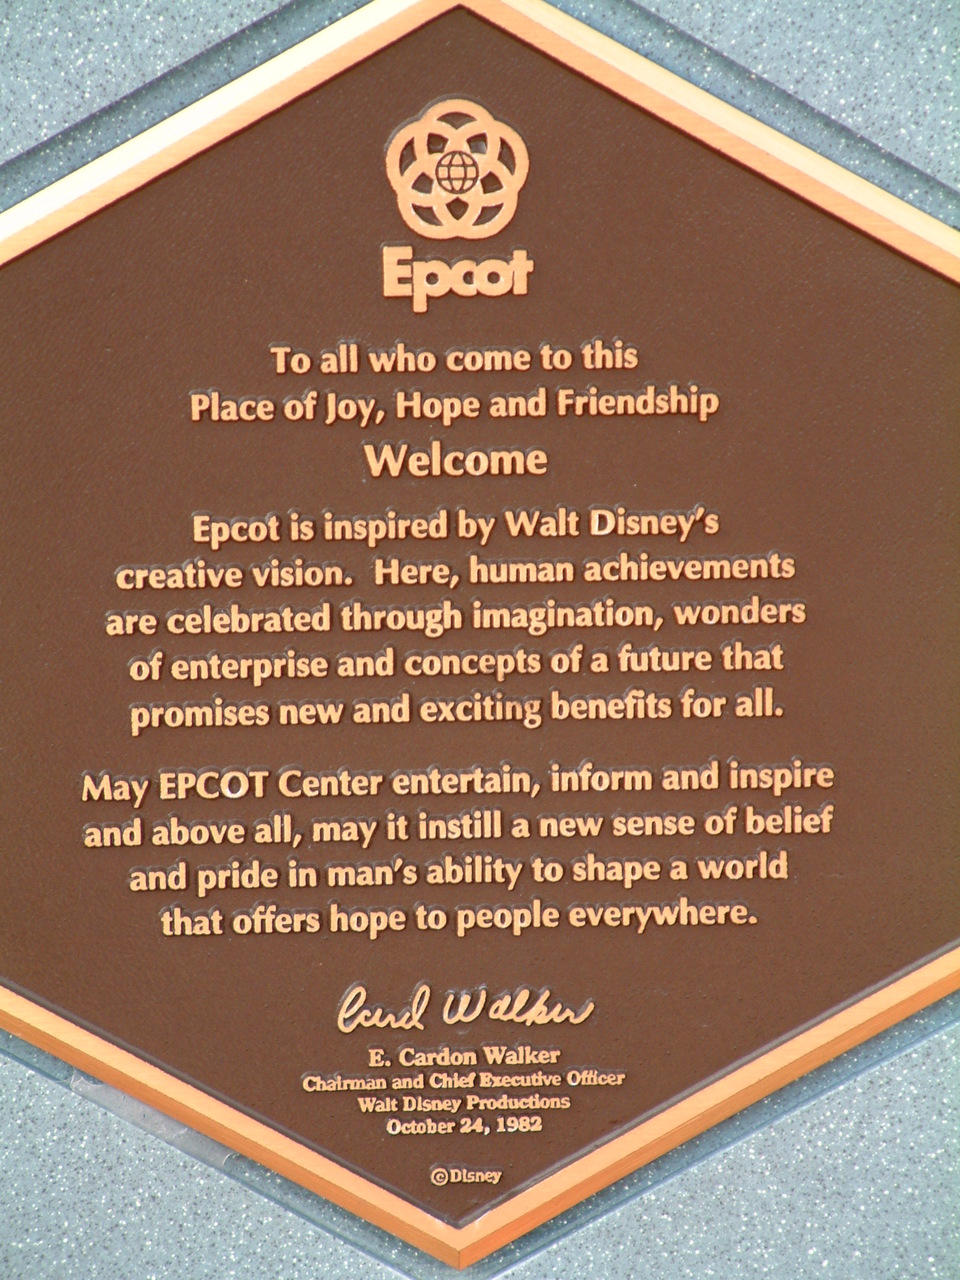 Epcot
To all who come to this
Place of Joy, Hope and Friendship
Welcome
Epcot is inspired by Walt Disney's
creative vision. Here, human achievements
are celebrated through imagination, wonders
of enterprise and concepts of a future that
promises new and exciting benefits for all.
May EPCOT Center entertain, inform and inspire
and above all, may it instill a new sense of belief
and pride in man's ability to shape a world
that offers hope to people everywhere.
Card Walker
E. Cardon Walker
Chairman and Chief Executive Officer
Walt Disney Productions
October 24, 1982
©Disney